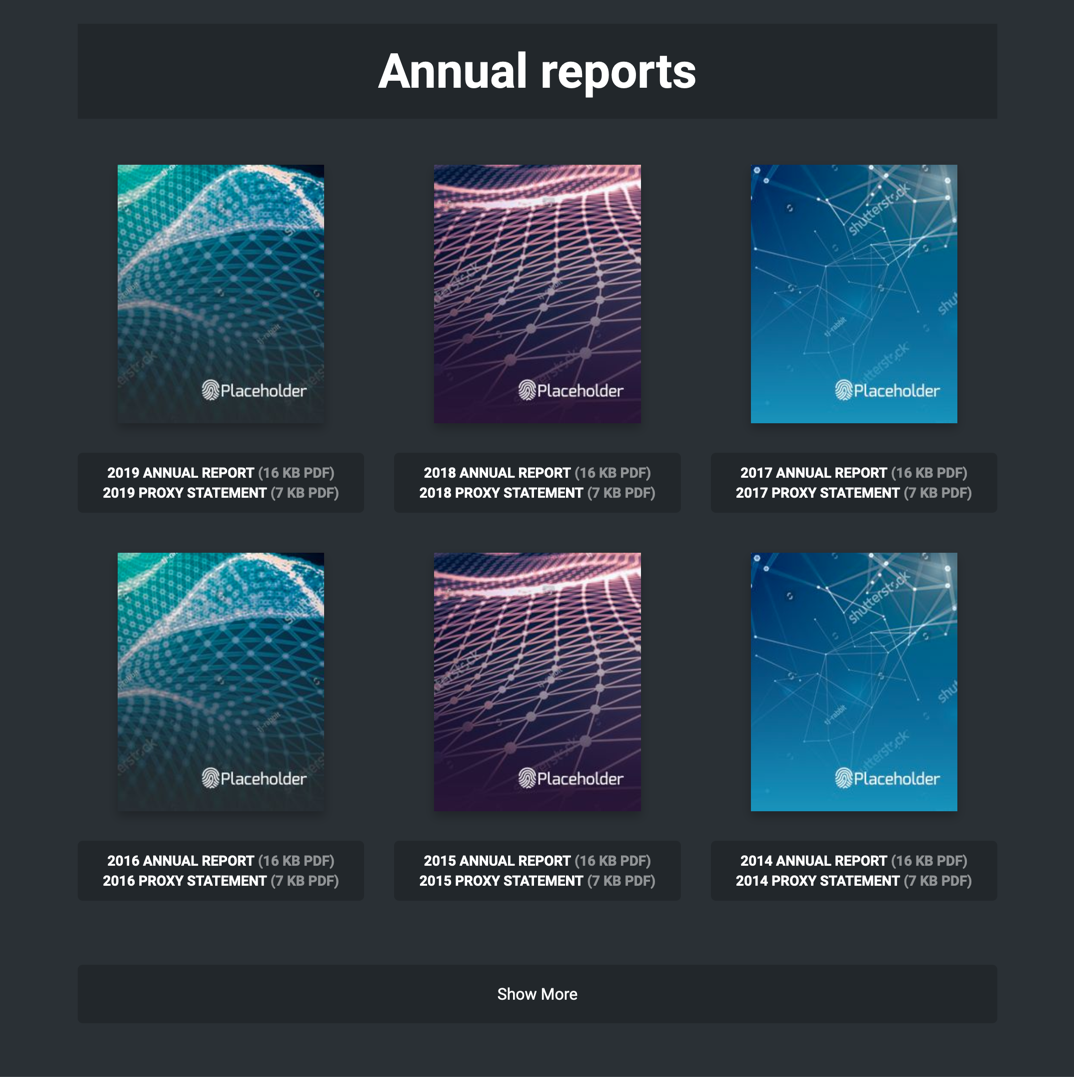 Annual reports
shutterstock
Placeholder
Placeholder
Placeholder
2019 ANNUAL REPORT (16 KB PDF)
2019 PROXY STATEMENT (7 KB PDF)
2018 ANNUAL REPORT (16 KB PDF)
2018 PROXY STATEMENT (7 KB PDF)
2017 ANNUAL REPORT (16 KB PDF)
2017 PROXY STATEMENT (7 KB PDF)
shutterstock
Placeholder
Placeholder
Placeholder
2016 ANNUAL REPORT (16 KB PDF)
2016 PROXY STATEMENT (7 KB PDF)
2015 ANNUAL REPORT (16 KB PDF)
2015 PROXY STATEMENT (7 KB PDF)
2014 ANNUAL REPORT (16 KB PDF)
2014 PROXY STATEMENT (7 KB PDF)
Show More